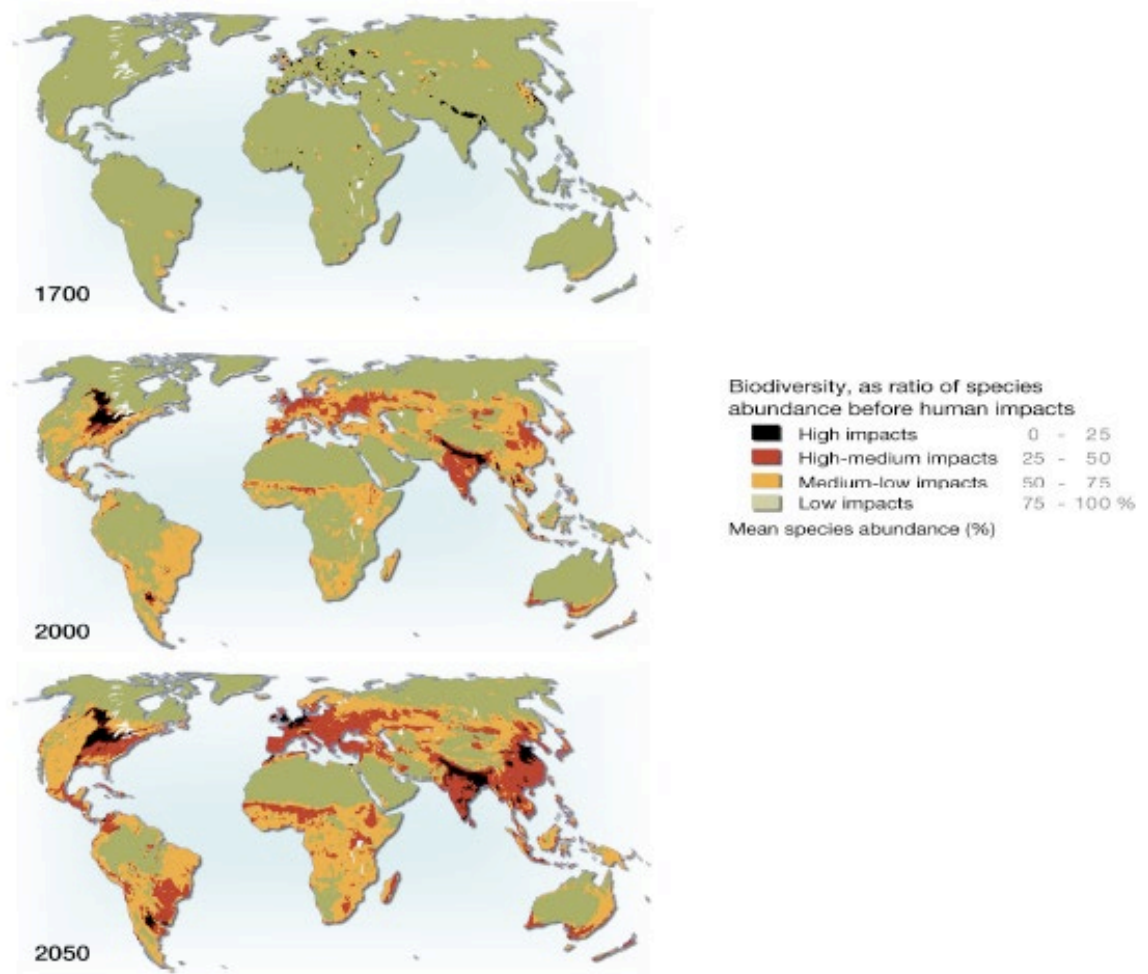 1700
2000
Biodiversity, as ratio of species
abundance before human impacts
High impacts 0 - 25
High-medium impacts 25 - 50
Medium-low impacts 50 - 75
Low impacts 75 - 100 %
Mean species abundance (%)
2050